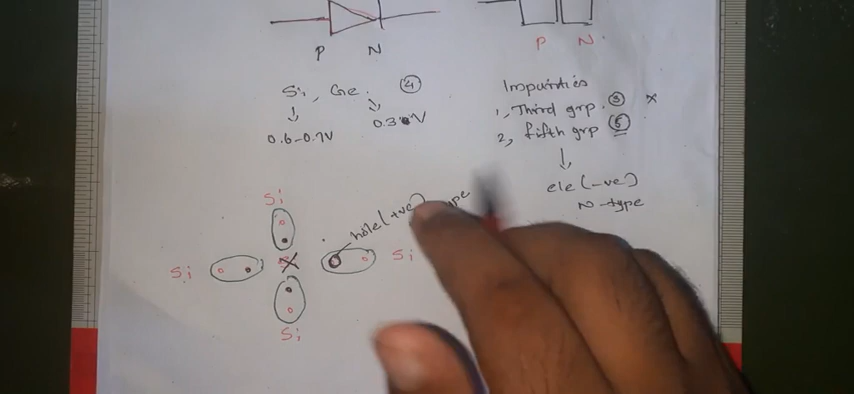 P N
P N
Si, Ge. 4
0.6-0.7V
0.3V
Impurities
1, Third grp. 3 x
2, fifth grp 5
ele (-ve)
N-type
Si
hole (+ve)
Si
Si
Si